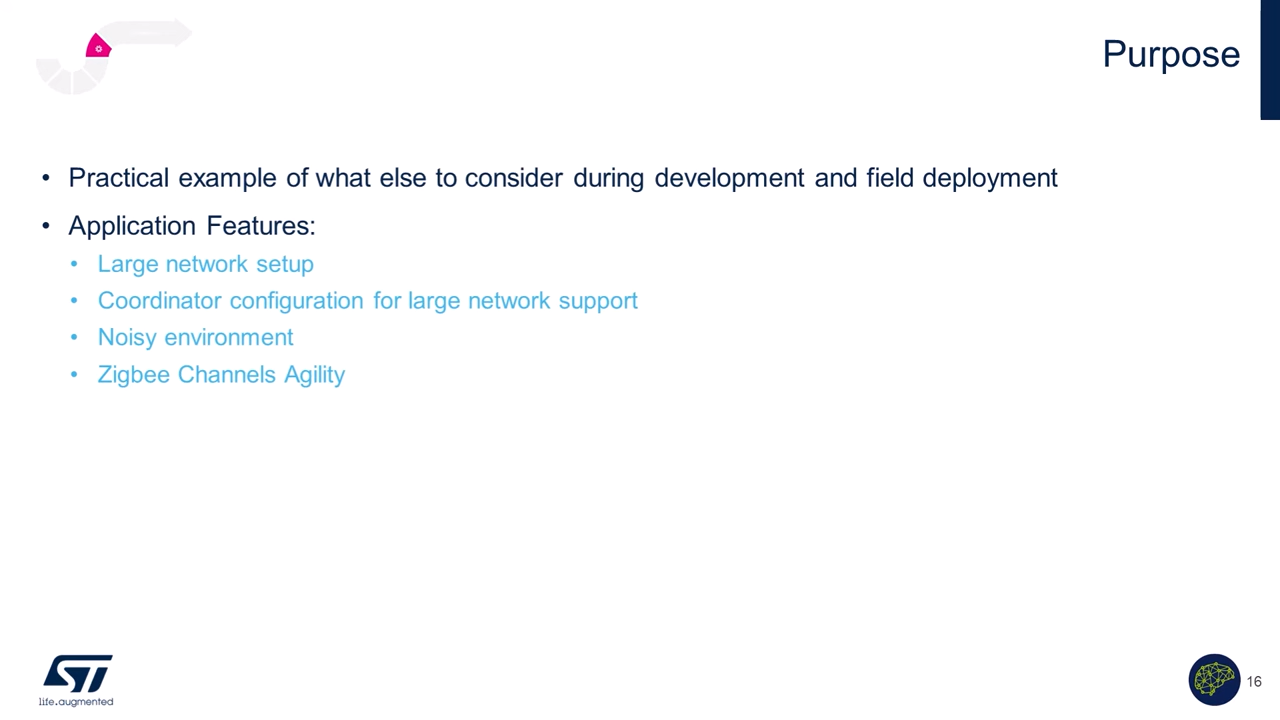 Purpose
• Practical example of what else to consider during development and field deployment
• Application Features:
• Large network setup
• Coordinator configuration for large network support
• Noisy environment
• Zigbee Channels Agility
ST
life.augmented
16